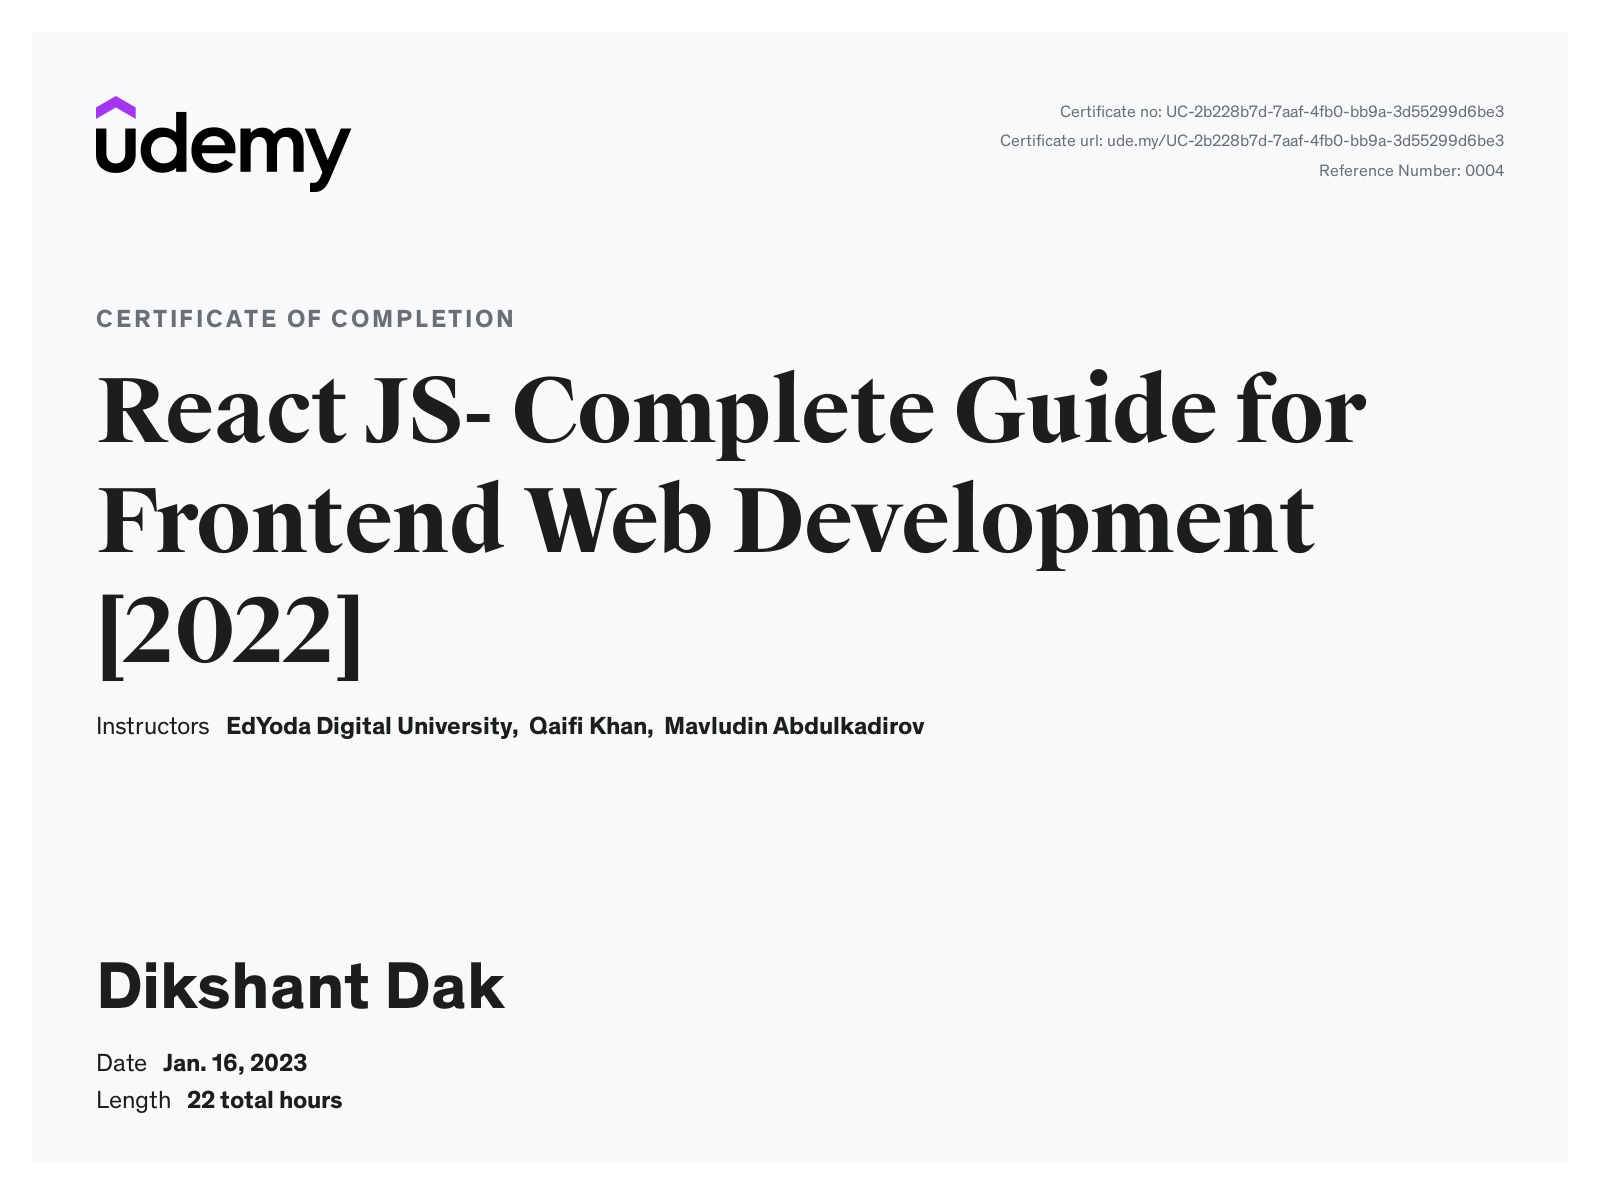 udemy
Certificate no: UC-2b228b7d-7aaf-4fb0-bb9a-3d55299d6be3
Certificate url: ude.my/UC-2b228b7d-7aaf-4fb0-bb9a-3d55299d6be3
Reference Number: 0004
CERTIFICATE OF COMPLETION
React JS- Complete Guide for
Frontend Web Development
[2022]
Instructors EdYoda Digital University, Qaifi Khan, Mavludin Abdulkadirov
Dikshant Dak
Date Jan. 16, 2023
Length 22 total hours